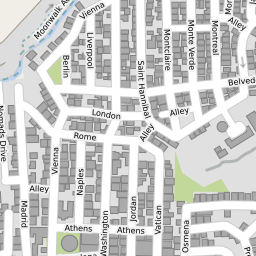 Moonwalk A
Vienna
Berlin
Liverpool
Saint Hannibal
Montclaire
Monte Verde
Montreal
Alley
Belved
London
Alley
Nomads Drive
Rome
Alley
Vienna
Alley
Naples
Madrid
Washington
Jordan
Vatican
Athens
Athens
Osmena
Pro